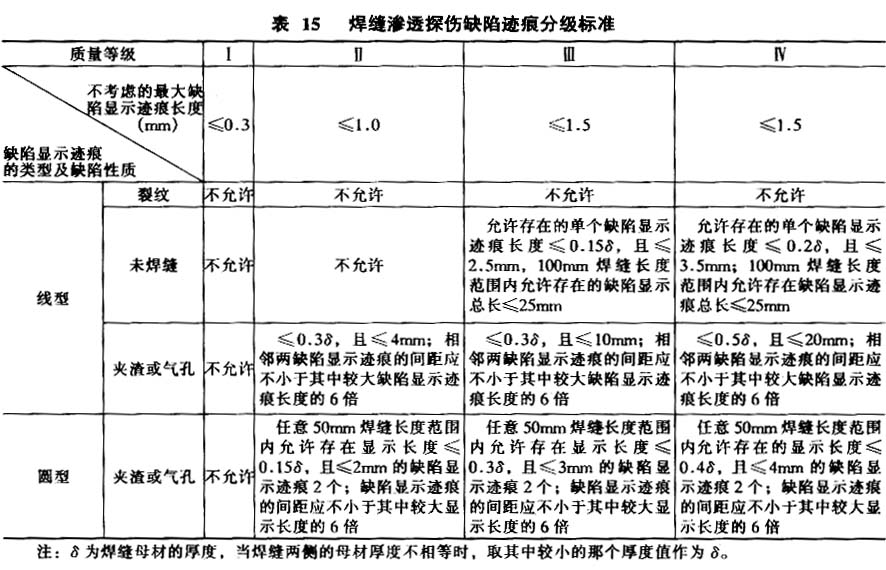 表 15 焊缝渗透探伤缺陷迹痕分级标准
质量等级 Ⅰ Ⅱ Ⅲ Ⅳ
不考虑的最大缺
陷显示迹痕长度
(mm)
缺陷显示迹痕
的类型及缺陷性质
≤0.3 ≤1.0 ≤1.5 ≤1.5
线型
裂纹 不允许 不允许 不允许 不允许
未焊缝 不允许 不允许
允许存在的单个缺陷显示
迹痕长度≤0.15δ，且≤
2.5mm，100mm 焊缝长度
范围内允许存在的缺陷显示
总长≤25mm
允许存在的单个缺陷显示
迹痕长度≤0.2δ，且≤
3.5mm；100mm 焊缝长度
范围内允许存在缺陷显示迹
痕总长≤25mm
夹渣或气孔 不允许
≤0.3δ，且≤4mm；相
邻两缺陷显示迹痕的间距应
不小于其中较大缺陷显示迹
痕长度的 6 倍
≤0.3δ，且≤10mm；相
邻两缺陷显示迹痕的间距应
不小于其中较大缺陷显示迹
痕长度的 6 倍
≤0.5δ，且≤20mm；相
邻两缺陷显示迹痕的间距应
不小于其中较大缺陷显示迹
痕长度的 6 倍
圆型
夹渣或气孔 不允许
任意 50mm 焊缝长度范围
内允许存在显示长度≤
0.15δ，且≤2mm 的缺陷显
示迹痕 2 个；缺陷显示迹痕
的间距应不小于其中较大显
示长度的 6 倍
任意 50mm 焊缝长度范围
内允许存在显示长度≤
0.3δ，且≤3mm 的缺陷显
示迹痕 2 个；缺陷显示迹痕
的间距应不小于其中较大显
示长度的 6 倍
任意 50mm 焊缝长度范围
内允许存在的显示长度≤
0.4δ，且≤4mm 的缺陷显
示迹痕 2 个；缺陷显示迹痕
的间距应不小于其中较大显
示长度的 6 倍
注：δ 为焊缝母材的厚度，当焊缝两侧的母材厚度不相等时，取其中较小的那个厚度值作为 δ。